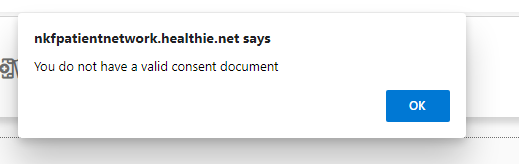 nkfpatientnetwork.healthie.net says
You do not have a valid consent document
OK